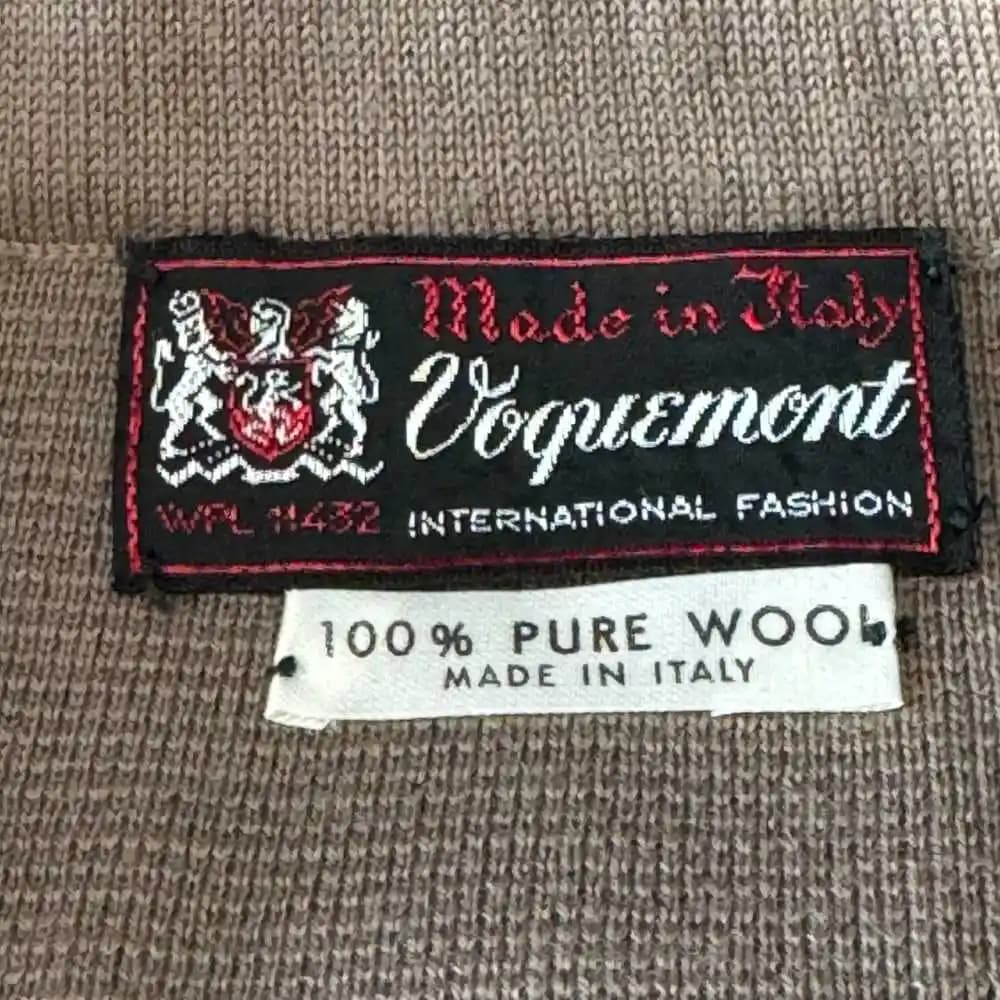 Made in Italy
Voguemont
WPL 11432
INTERNATIONAL FASHION
100% PURE WOOL
MADE IN ITALY